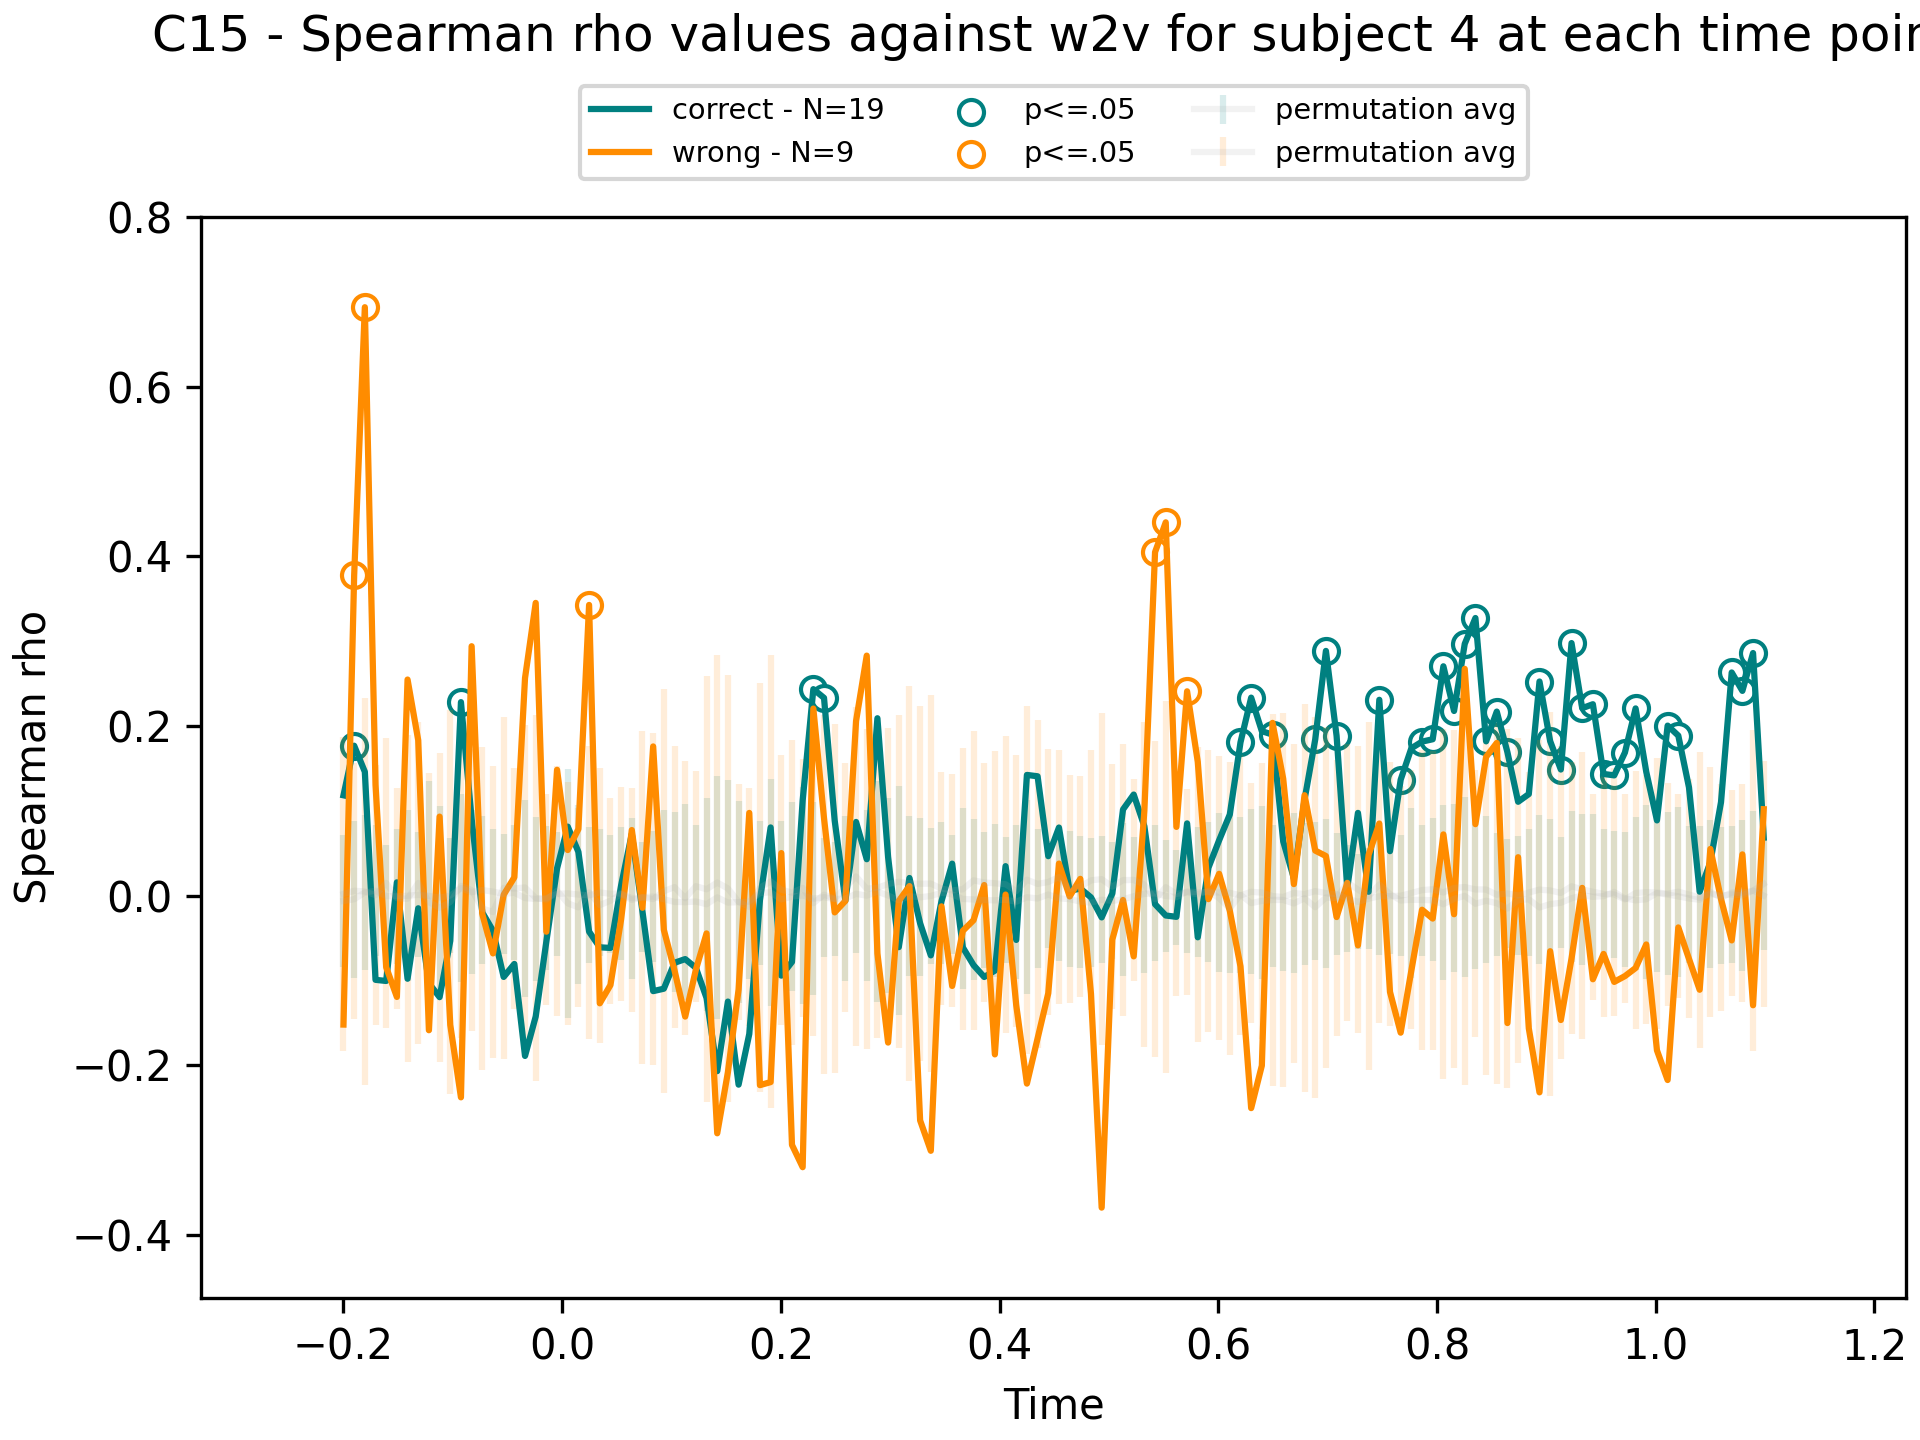 C15 - Spearman rho values against w2v for subject 4 at each time poin
correct - N=19 p<=.05 permutation avg
wrong - N=9 p<=.05 permutation avg
0.8
0.6
0.4
0.2
0.0
−0.2
−0.4
Spearman rho
−0.2 0.0 0.2 0.4 0.6 0.8 1.0 1.2
Time